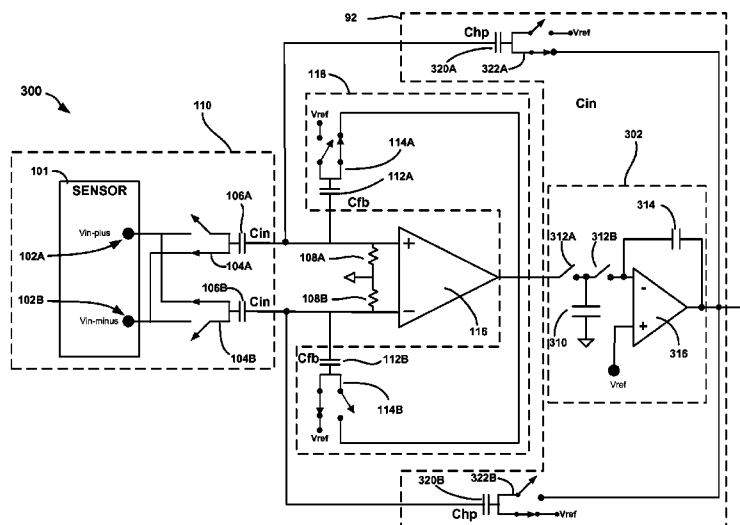 92
Chp
Vref
320A
322A
118
300
Vref
Cin
110
302
101
SENSOR
114A
106A
112A
314
Cfb
Vin-plus
Cin
+
312A
312B
102A
104A
108A
106B
102B
Cin
108B
-
-
Vin-minus
116
310
+
316
104B
Cfb
112B
Vref
114B
Vref
320B
322B
Chp
Vref